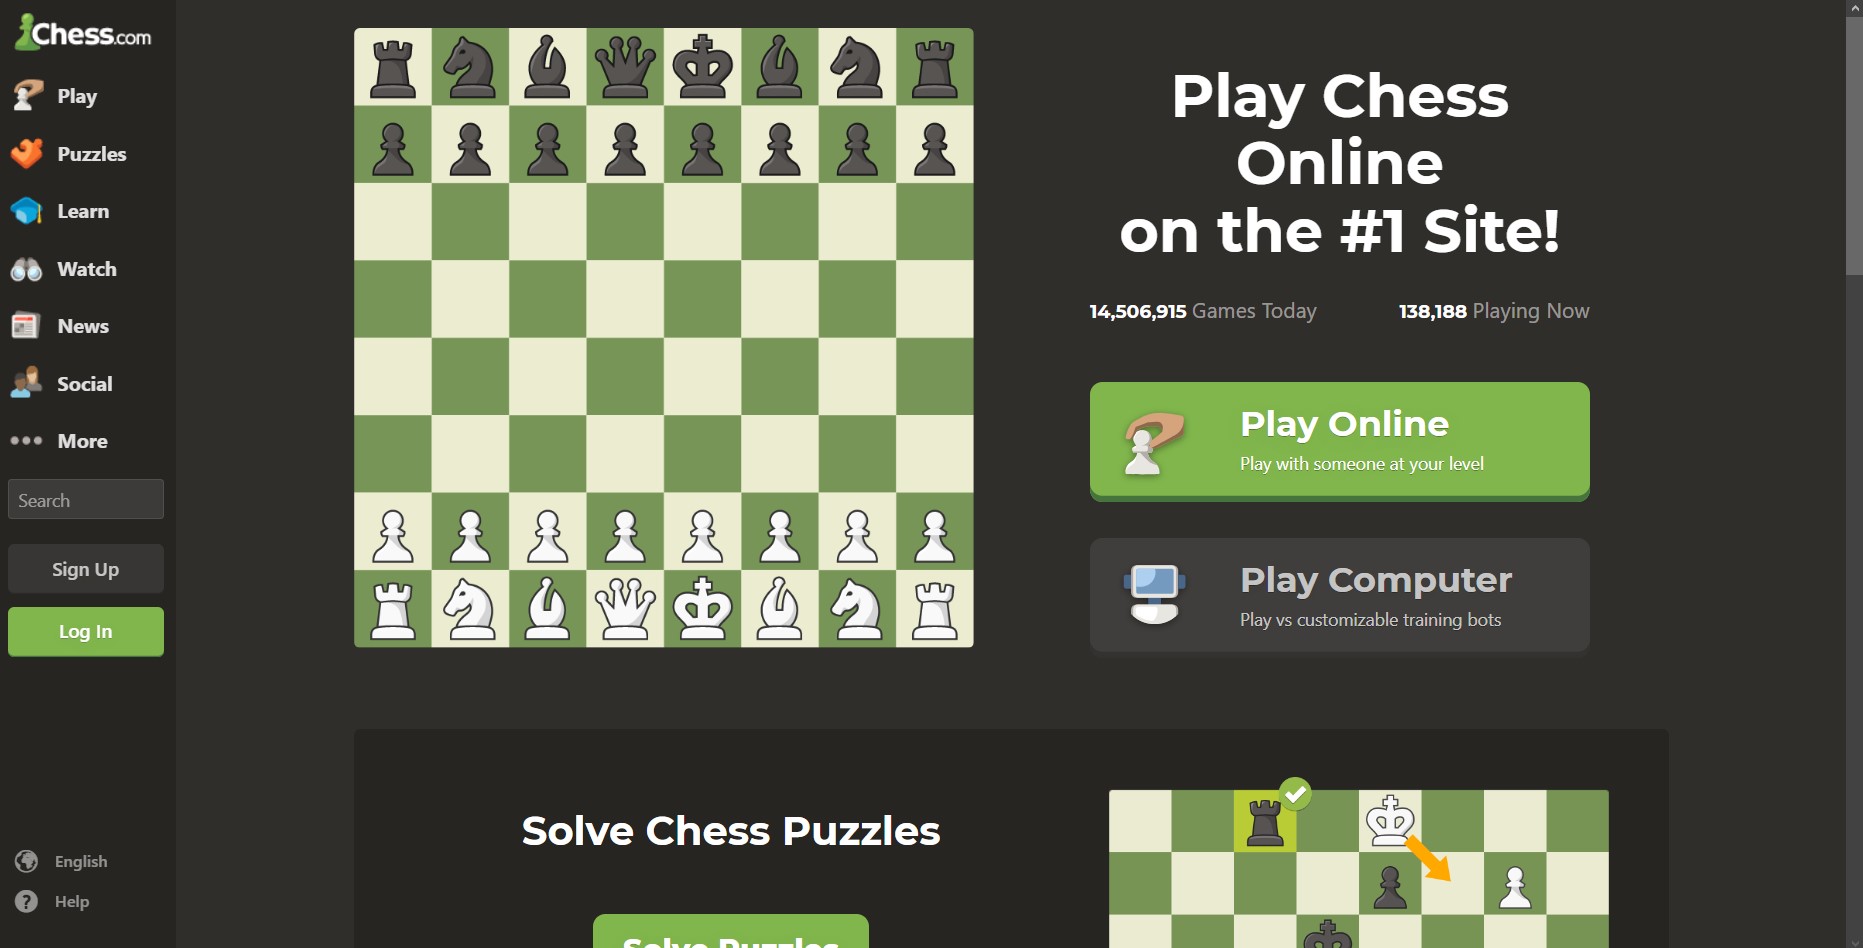 Chess.com
Play
Puzzles
Learn
Watch
News
Social
More
Search
Sign Up
Log In
English
? Help
Play Chess
Online
on the #1 Site!
14,506,915 Games Today
138,188 Playing Now
Play Online
Play with someone at your level
Play Computer
Play vs customizable training bots
Solve Chess Puzzles
Solve Puzzles